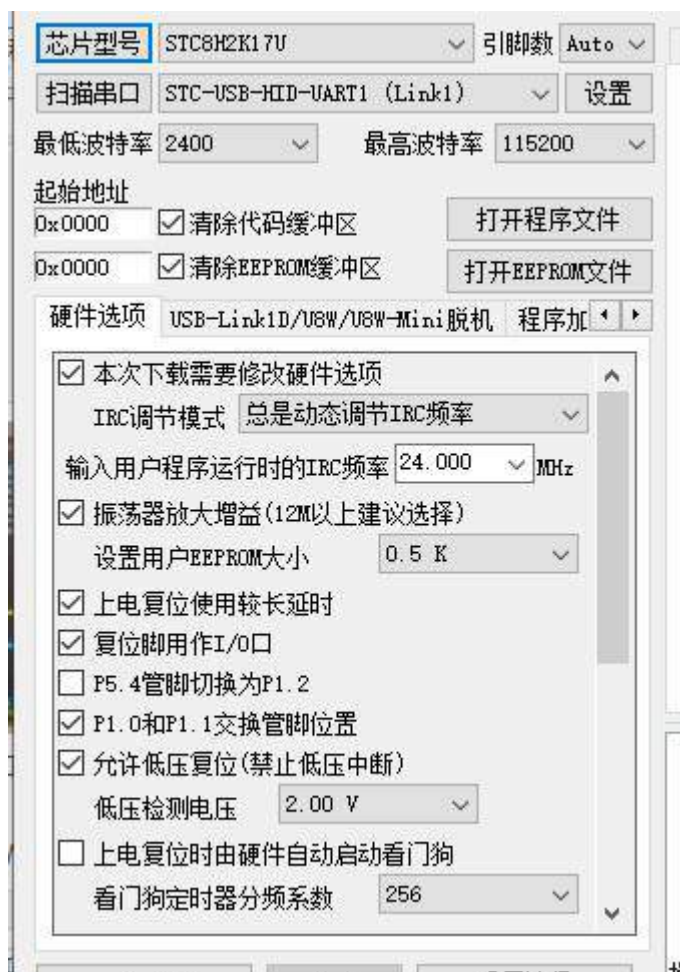 芯片型号 STC8H2K17U 引脚数 Auto
扫描串口 STC-USB-HID-UART1 (Link1) 设置
最低波特率 2400 最高波特率 115200
起始地址
0x0000 清除代码缓冲区 打开程序文件
0x0000 清除EEPROM缓冲区 打开EEPROM文件
硬件选项 USB-Link1D/U8W/U8W-Mini脱机 程序加
本次下载需要修改硬件选项
IRC调节模式 总是动态调节IRC频率
输入用户程序运行时的IRC频率 24.000 MHz
振荡器放大增益(12M以上建议选择)
设置用户EEPROM大小 0.5 K
上电复位使用较长延时
复位脚用作I/O口
P5.4管脚切换为P1.2
P1.0和P1.1交换管脚位置
允许低压复位(禁止低压中断)
低压检测电压 2.00 V
上电复位时由硬件自动启动看门狗
看门狗定时器分频系数 256